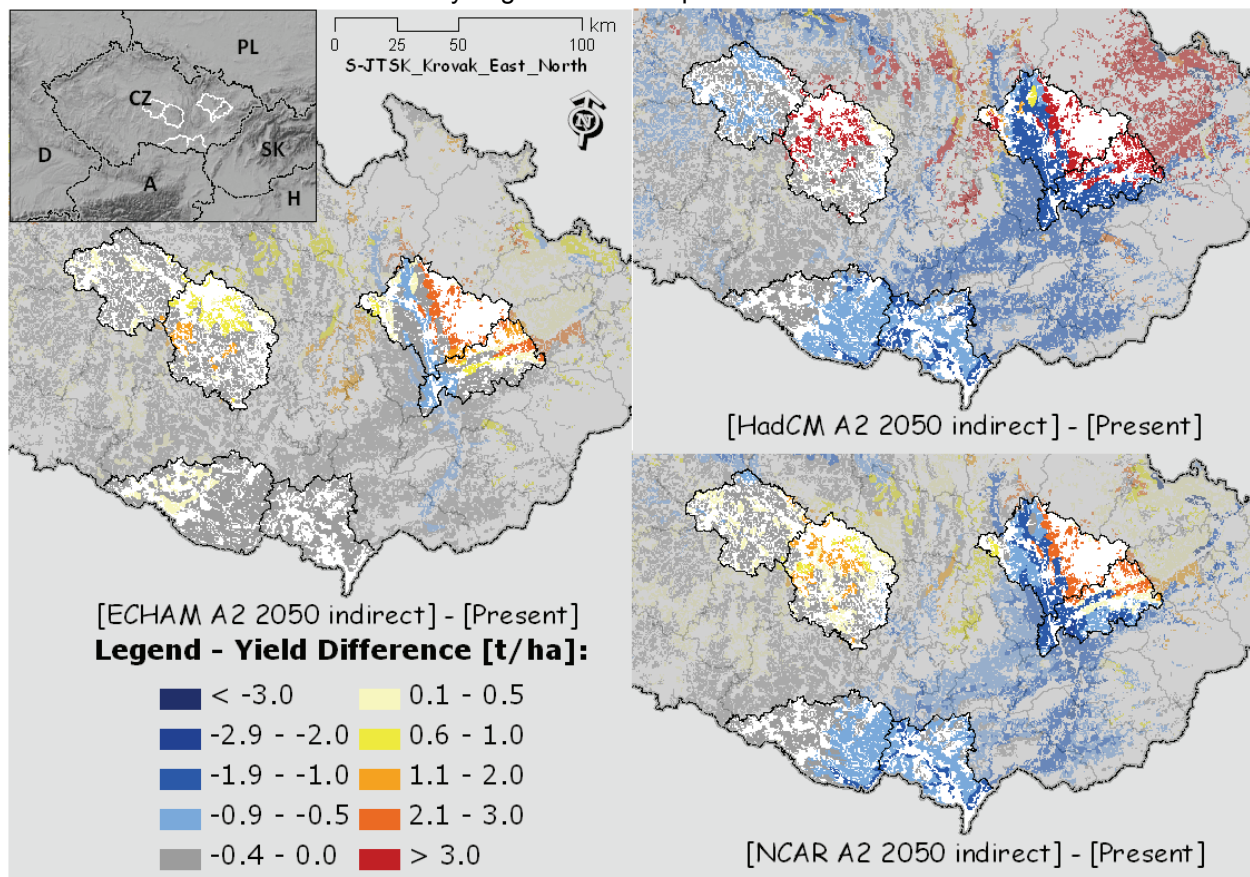 PL
CZ
D
SK
A
H
km
0 25 50 100
S-JTSK_Krovak_East_North
N
[ECHAM A2 2050 indirect] - [Present]
Legend - Yield Difference [t/ha]:
< -3.0
-2.9 - -2.0
-1.9 - -1.0
-0.9 - -0.5
-0.4 - 0.0
0.1 - 0.5
0.6 - 1.0
1.1 - 2.0
2.1 - 3.0
> 3.0
[HadCM A2 2050 indirect] - [Present]
[NCAR A2 2050 indirect] - [Present]